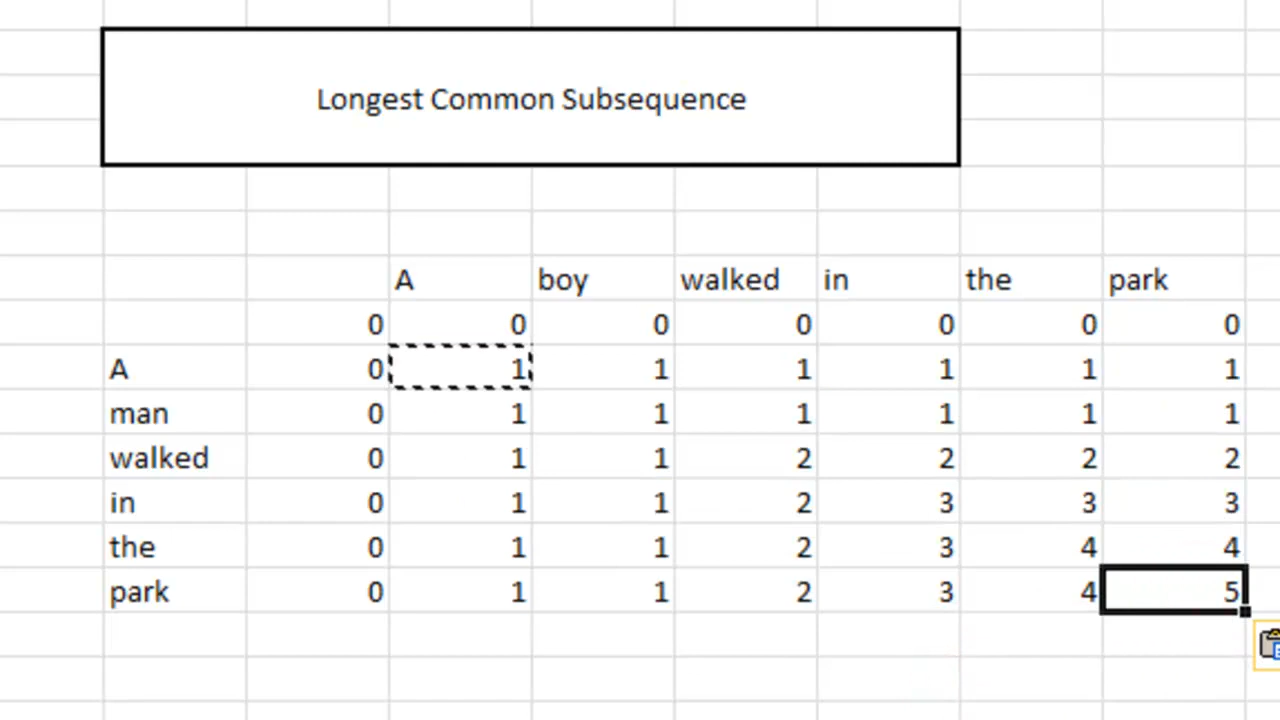 Longest Common Subsequence
A boy walked in the park
0 0 0 0 0 0 0
A 0 1 1 1 1 1 1
man 0 1 1 1 1 1 1
walked 0 1 1 2 2 2 2
in 0 1 1 2 3 3 3
the 0 1 1 2 3 4 4
park 0 1 1 2 3 4 5